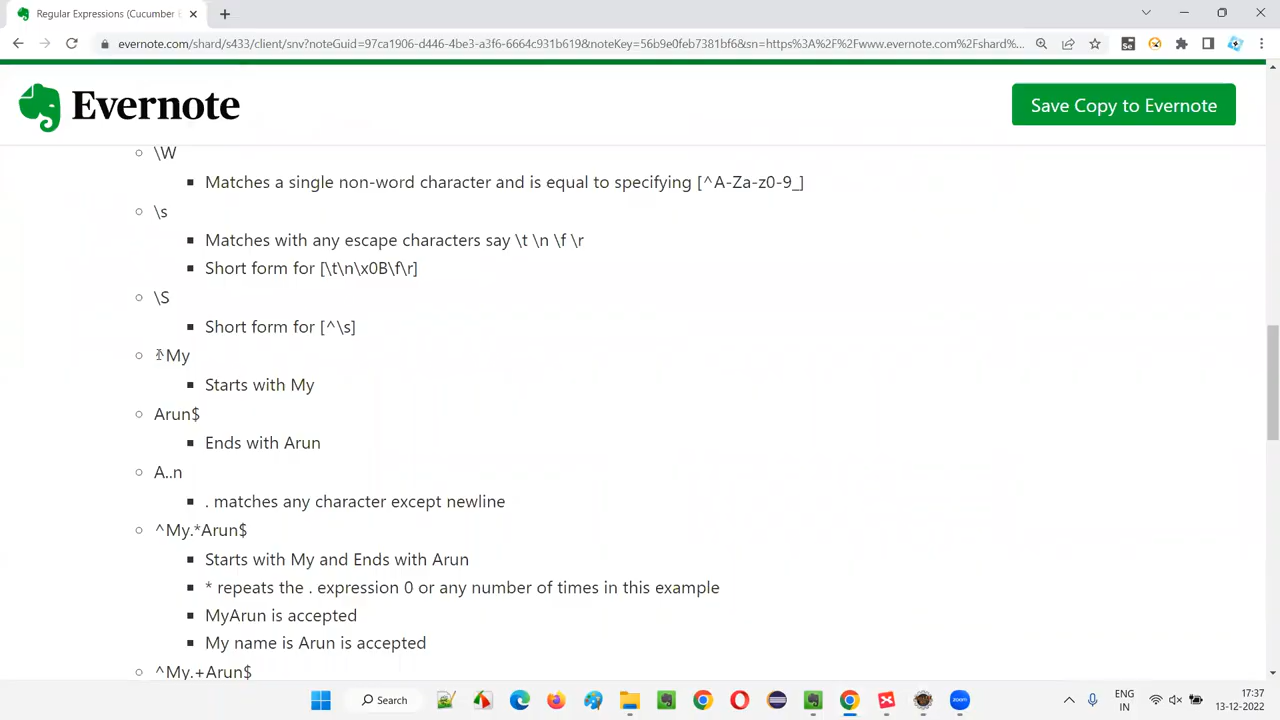 Regular Expressions (Cucumber E
evernote.com/shard/s433/client/snv?noteGuid=97ca1906-d446-4be3-a3f6-6664c931b619&noteKey=56b9e0feb7381bf6&sn=https%3A%2F%2Fwww.evernote.com%2Fshard%...
Evernote
Save Copy to Evernote
\W
Matches a single non-word character and is equal to specifying [^A-Za-z0-9_]
\s
Matches with any escape characters say \t \n \f \r
Short form for [\t\n\x0B\f\r]
\S
Short form for [^\s]
^My
Starts with My
Arun$
Ends with Arun
A..n
. matches any character except newline
^My.*Arun$
Starts with My and Ends with Arun
* repeats the . expression 0 or any number of times in this example
MyArun is accepted
My name is Arun is accepted
^My.+Arun$
Search
zoom
ENG
IN
17:37
13-12-2022